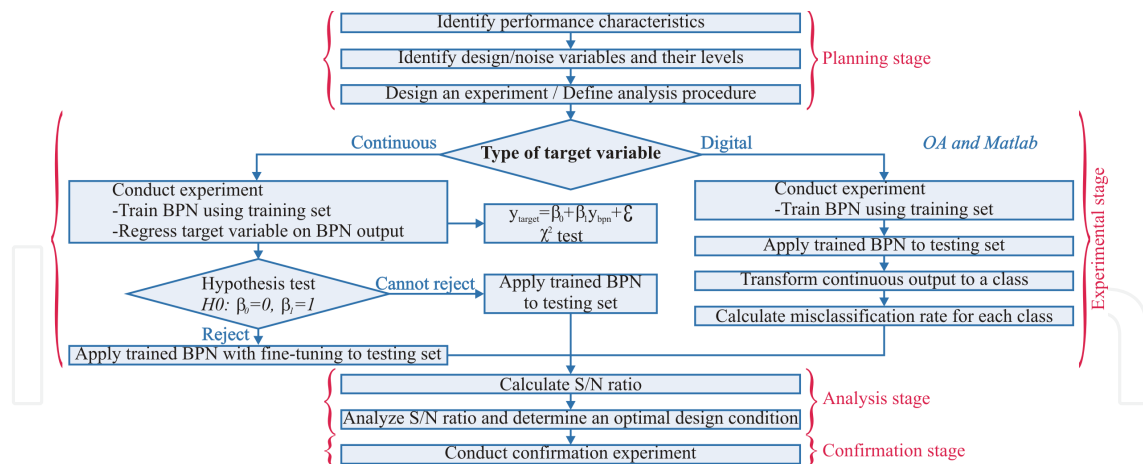 Identify performance characteristics
Identify design/noise variables and their levels
Design an experiment / Define analysis procedure
Planning stage
Type of target variable
Continuous
Digital
OA and Matlab
Conduct experiment
-Train BPN using training set
-Regress target variable on BPN output
y_target=β₀+β₁y_bpn+ε
χ² test
Hypothesis test
H0: β₀=0, β₁=1
Cannot reject
Reject
Apply trained BPN
to testing set
Apply trained BPN with fine-tuning to testing set
Conduct experiment
-Train BPN using training set
Apply trained BPN to testing set
Transform continuous output to a class
Calculate misclassification rate for each class
Experimental stage
Calculate S/N ratio
Analyze S/N ratio and determine an optimal design condition
Analysis stage
Conduct confirmation experiment
Confirmation stage